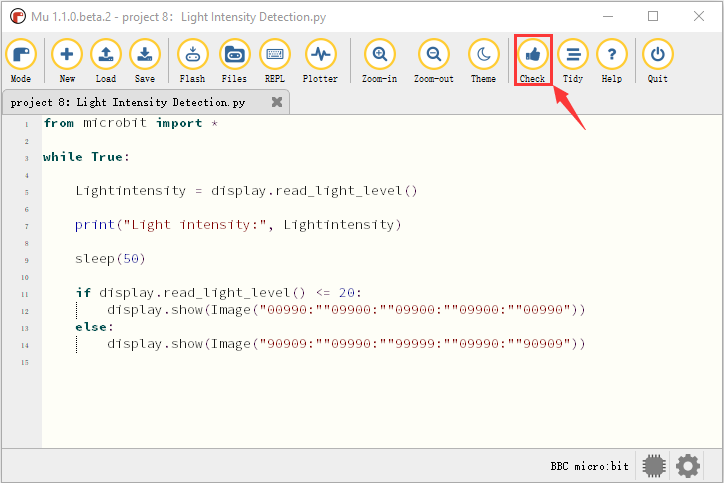 Mu 1.1.0.beta.2 - project 8: Light Intensity Detection.py
Mode New Load Save Flash Files REPL Plotter Zoom-in Zoom-out Theme Check Tidy Help Quit
project 8: Light Intensity Detection.py
1 from microbit import *
2
3 while True:
4
5 Lightintensity = display.read_light_level()
6
7 print("Light intensity:", Lightintensity)
8
9 sleep(50)
10
11 if display.read_light_level() <= 20:
12 display.show(Image("00990:""09900:""09900:""09900:""00990"))
13 else:
14 display.show(Image("90909:""09990:""99999:""09990:""90909"))
15
BBC micro:bit